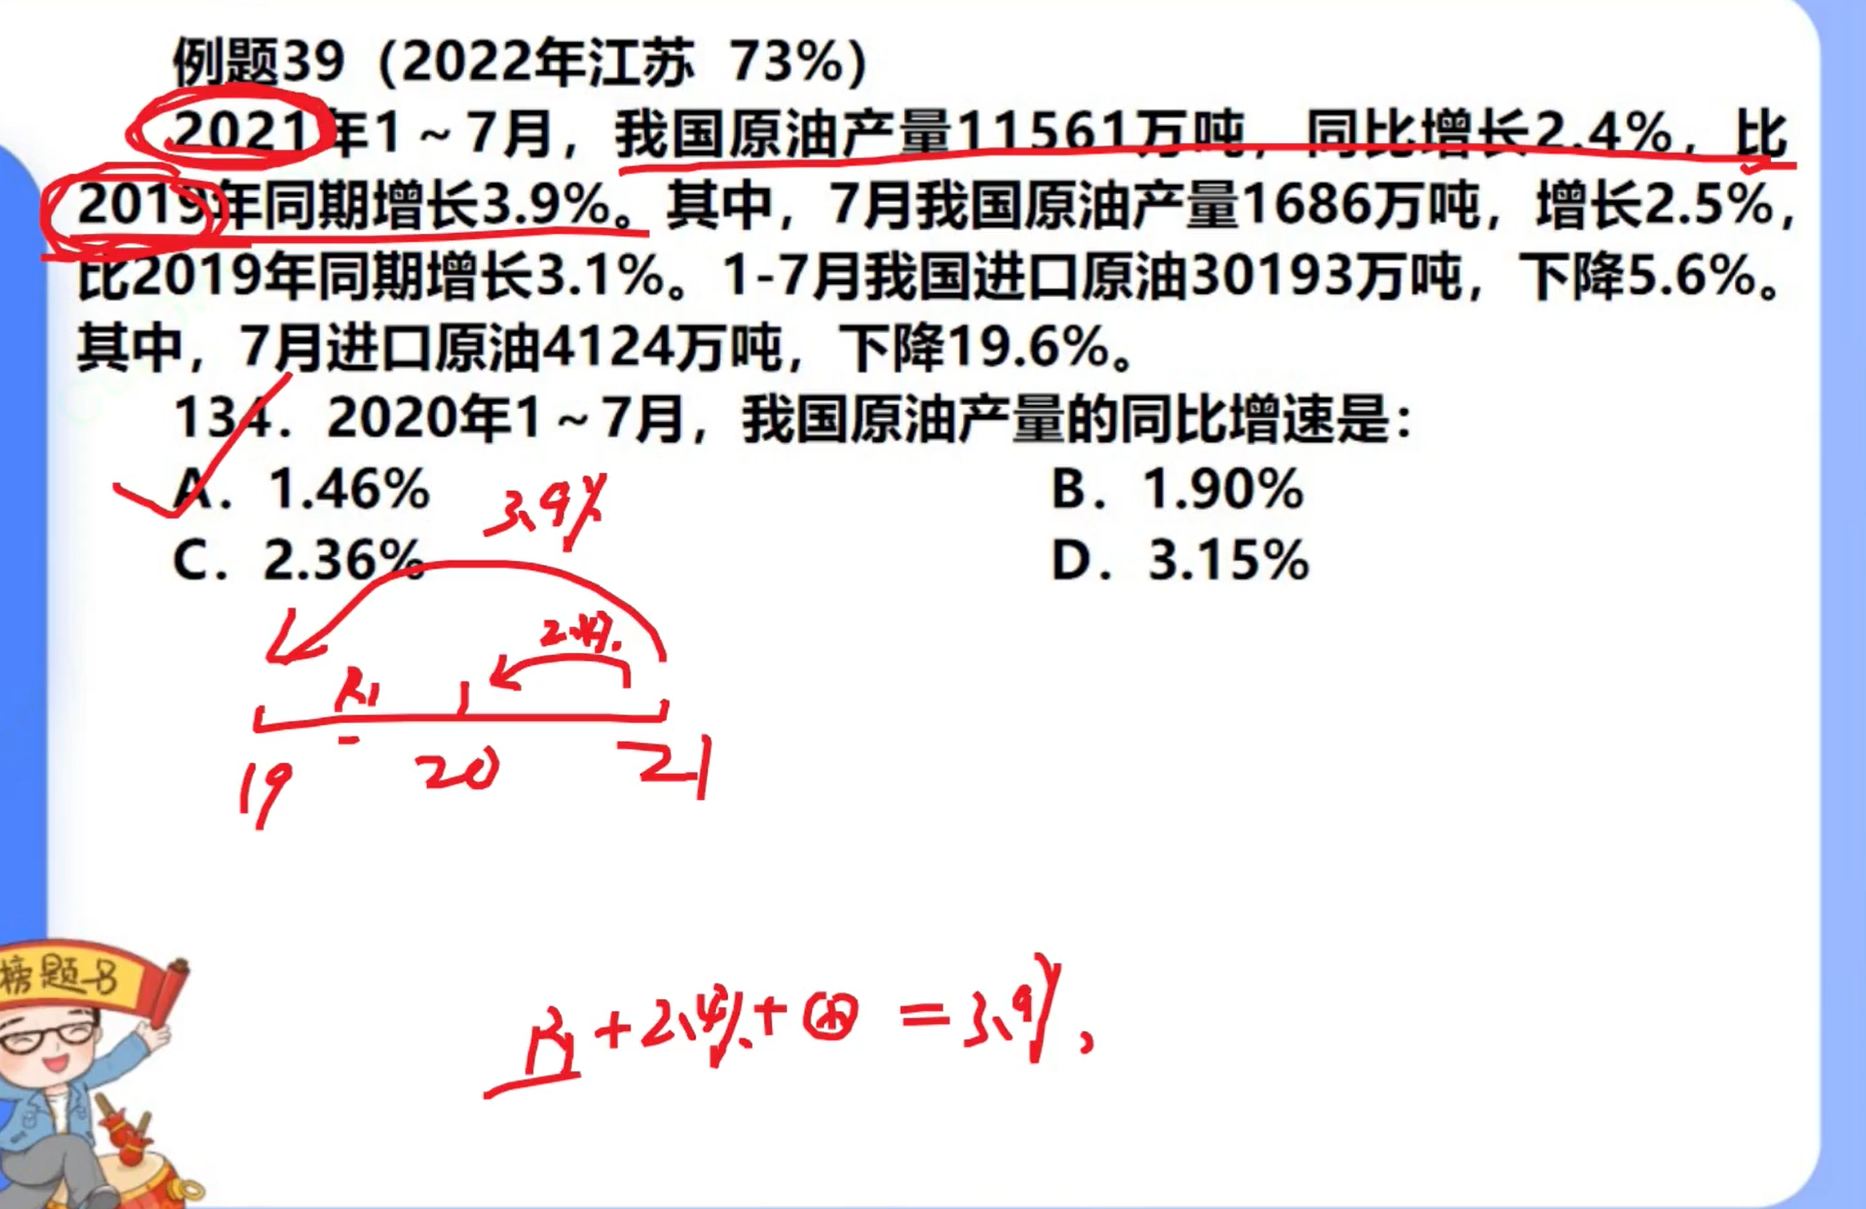 例题39（2022年江苏 73%）
2021年1～7月，我国原油产量11561万吨，同比增长2.4%，比
2019年同期增长3.9%。其中，7月我国原油产量1686万吨，增长2.5%，
比2019年同期增长3.1%。1-7月我国进口原油30193万吨，下降5.6%。
其中，7月进口原油4124万吨，下降19.6%。
134．2020年1～7月，我国原油产量的同比增速是：
A．1.46%
B．1.90%
C．2.36%
D．3.15%
3.9%
2.4%
R1
19 20 21
榜题名
R1+2.4%+㊉=3.9%